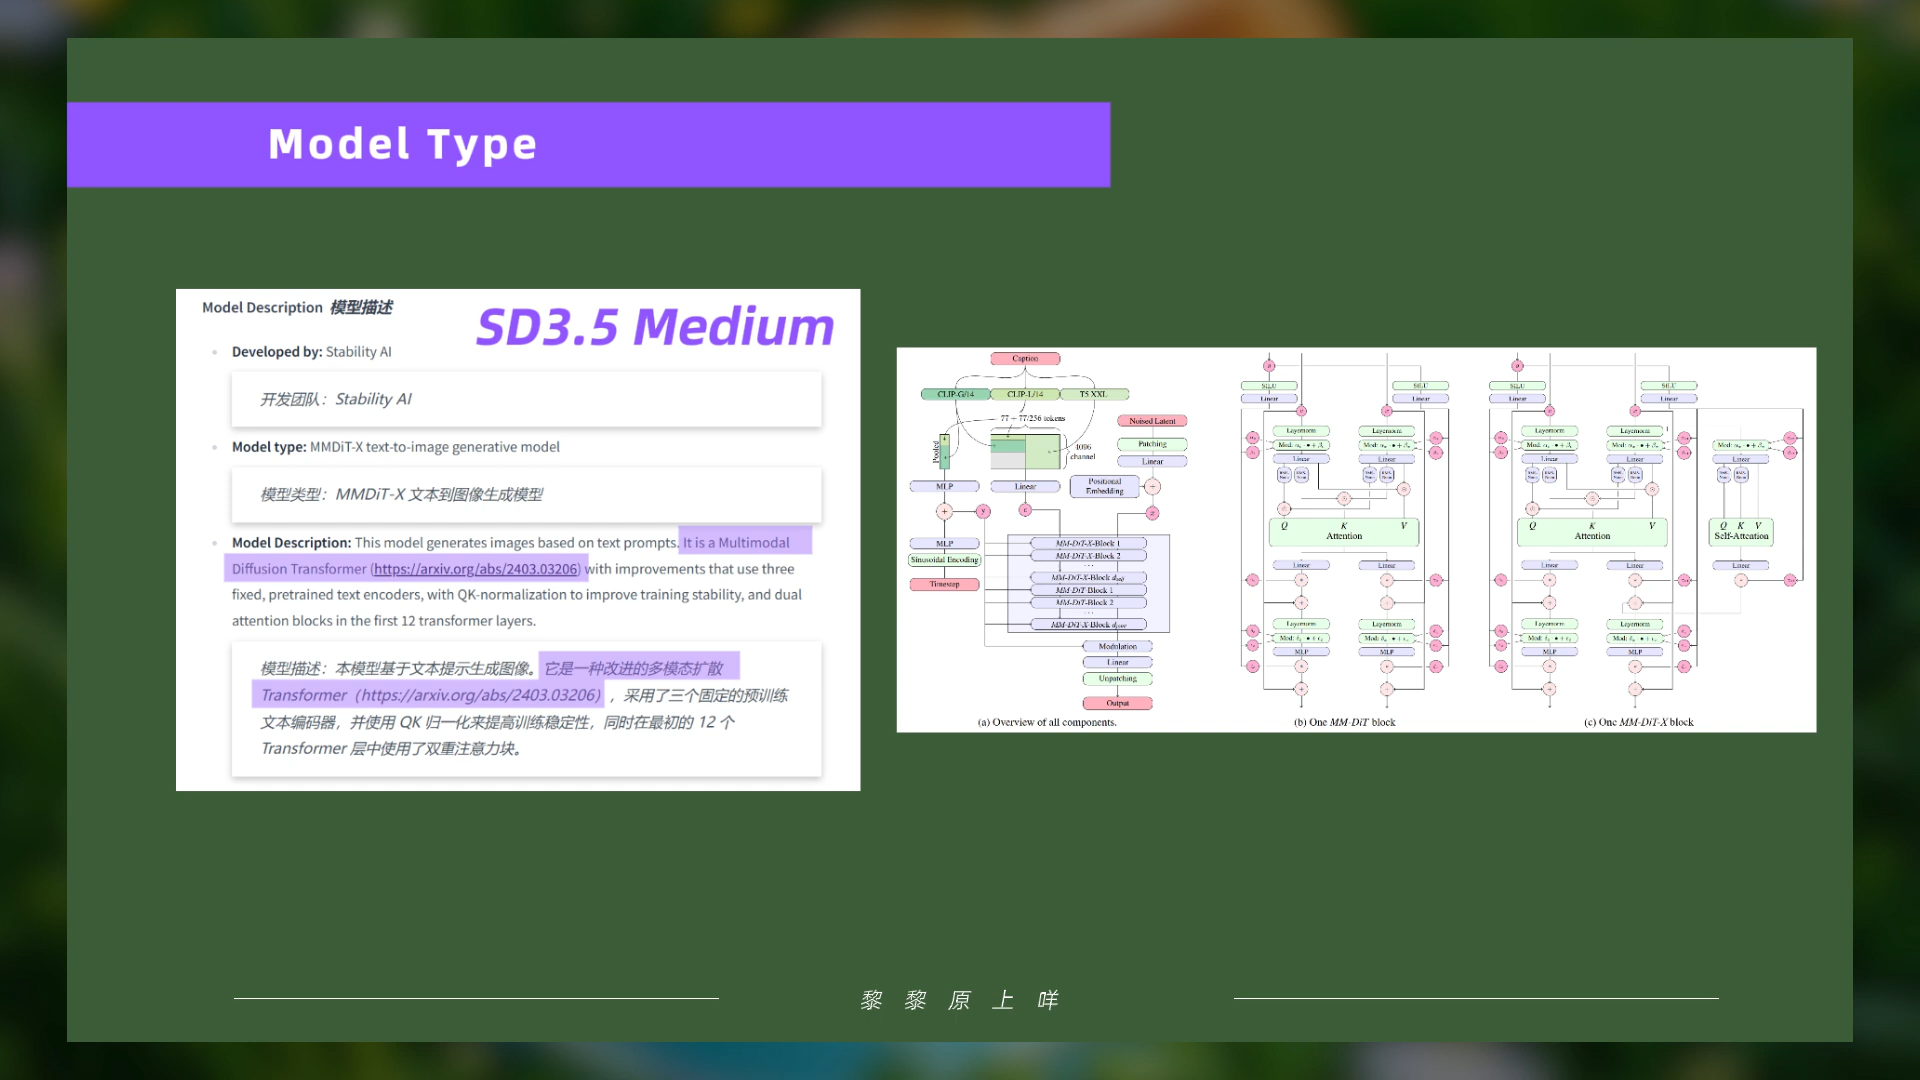 Model Type
Model Description 模型描述
SD3.5 Medium
Developed by: Stability AI
开发团队：Stability AI
Model type: MMDiT-X text-to-image generative model
模型类型：MMDiT-X 文本到图像生成模型
Model Description: This model generates images based on text prompts. It is a Multimodal
Diffusion Transformer (https://arxiv.org/abs/2403.03206) with improvements that use three
fixed, pretrained text encoders, with QK-normalization to improve training stability, and dual
attention blocks in the first 12 transformer layers.
模型描述：本模型基于文本提示生成图像。它是一种改进的多模态扩散
Transformer（https://arxiv.org/abs/2403.03206），采用了三个固定的预训练
文本编码器，并使用 QK 归一化来提高训练稳定性，同时在最初的 12 个
Transformer 层中使用了双重注意力块。
Caption
CLIP-G/14 CLIP-L/14 T5 XXL
77 + 77/256 tokens
Pooled
4096
channel
Noised Latent
Patching
Linear
MLP
Linear
Positional
Embedding
+
+
y
c
x
MLP
Sinusoidal Encoding
Timestep
MM-DiT-X-Block 1
MM-DiT-X-Block 2
. . .
MM-DiT-X-Block
MM-DiT-Block 1
MM-DiT-Block 2
. . .
MM-DiT-X-Block
Modulation
Linear
Unpatching
Output
(a) Overview of all components.
SiLU SiLU
Linear Linear
Layernorm Layernorm
Mod: Mod:
Linear Linear
Q K V
Attention
Linear Linear
Layernorm Layernorm
Mod: Mod:
MLP MLP
(b) One MM-DiT block
SiLU SiLU
Linear Linear
Layernorm Layernorm
Mod: Mod: Mod:
Linear Linear Linear
Q K V Q K V
Attention Self-Attention
Linear Linear Linear
Layernorm Layernorm
Mod: Mod:
MLP MLP
(c) One MM-DiT-X block
黎黎原上咩